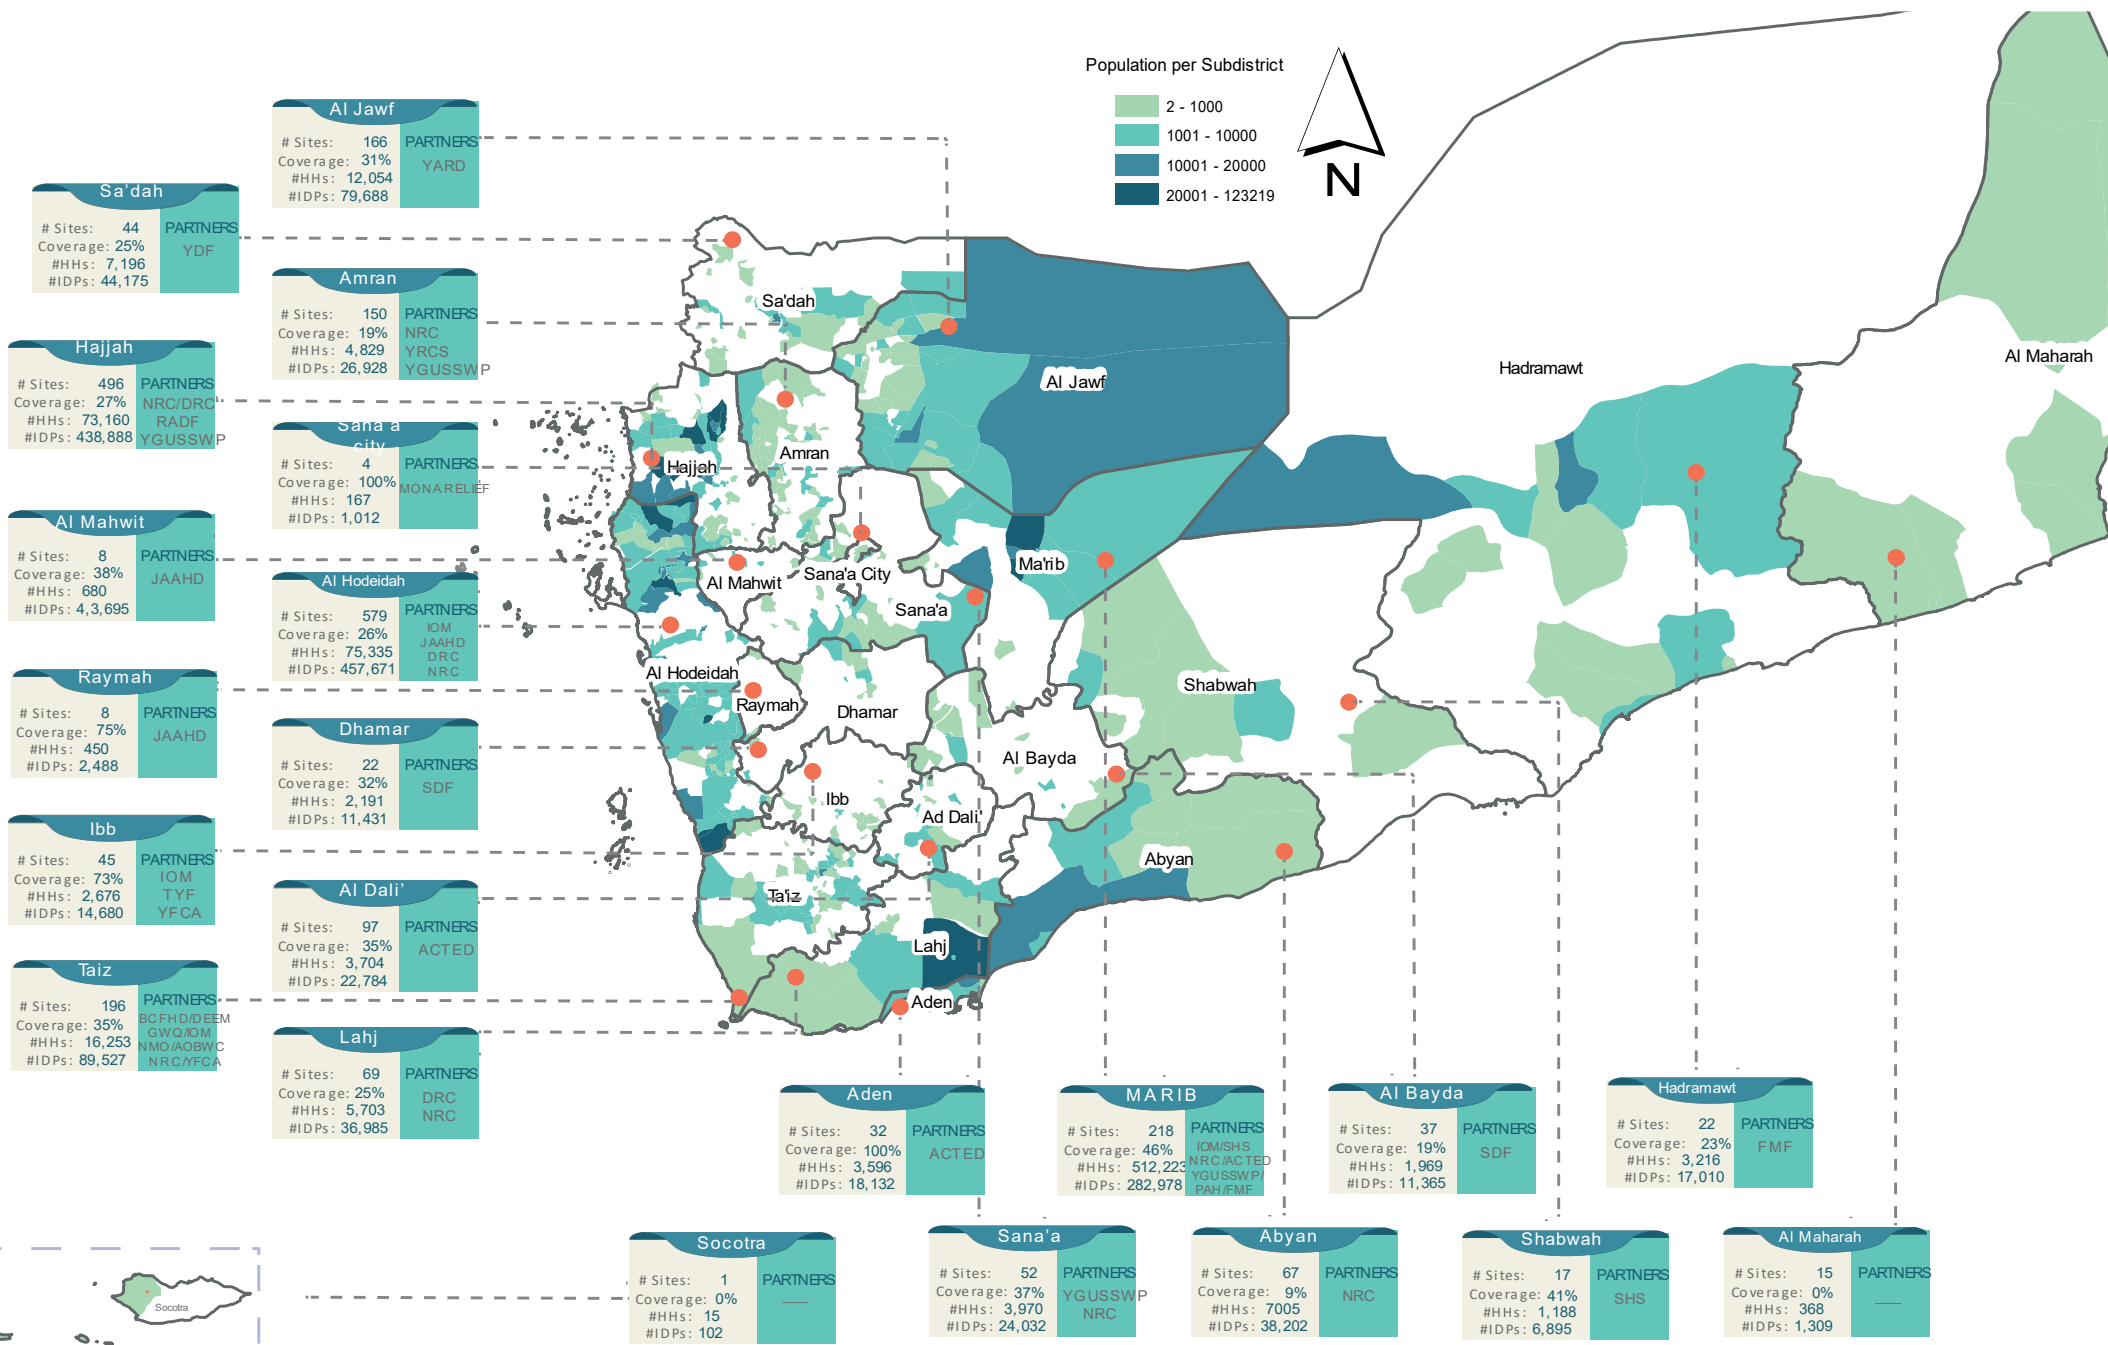 Population per Subdistrict
2 - 1000
1001 - 10000
10001 - 20000
20001 - 123219
N
Al Jawf
# Sites: 166
Coverage: 31%
#HHs: 12,054
#IDPs: 79,688
PARTNERS
YARD
Sa'dah
# Sites: 44
Coverage: 25%
#HHs: 7,196
#IDPs: 44,175
PARTNERS
YDF
Amran
# Sites: 150
Coverage: 19%
#HHs: 4,829
#IDPs: 26,928
PARTNERS
NRC
YRCS
YGUSSWP
Hajjah
# Sites: 496
Coverage: 27%
#HHs: 73,160
#IDPs: 438,888
PARTNERS
NRC/DRC
RADF
YGUSSWP
Sana'a
city
# Sites: 4
Coverage: 100%
#HHs: 167
#IDPs: 1,012
PARTNERS
MONARELIEF
Al Mahwit
# Sites: 8
Coverage: 38%
#HHs: 680
#IDPs: 4,3,695
PARTNERS
JAAHD
Al Hodeidah
# Sites: 579
Coverage: 26%
#HHs: 75,335
#IDPs: 457,671
PARTNERS
IOM
JAAHD
DRC
NRC
Raymah
# Sites: 8
Coverage: 75%
#HHs: 450
#IDPs: 2,488
PARTNERS
JAAHD
Dhamar
# Sites: 22
Coverage: 32%
#HHs: 2,191
#IDPs: 11,431
PARTNERS
SDF
Ibb
# Sites: 45
Coverage: 73%
#HHs: 2,676
#IDPs: 14,680
PARTNERS
IOM
TYF
YFCA
Al Dali'
# Sites: 97
Coverage: 35%
#HHs: 3,704
#IDPs: 22,784
PARTNERS
ACTED
Taiz
# Sites: 196
Coverage: 35%
#HHs: 16,253
#IDPs: 89,527
PARTNERS
BCFHD/DEEM
GWQ/IOM
NMO/AOBWC
NRC/YFCA
Lahj
# Sites: 69
Coverage: 25%
#HHs: 5,703
#IDPs: 36,985
PARTNERS
DRC
NRC
Sa'dah
Al Jawf
Hadramawt
Al Maharah
Amran
Hajjah
Ma'rib
Al Mahwit
Sana'a City
Sana'a
Al Hodeidah
Raymah
Dhamar
Shabwah
Al Bayda
Ibb
Ad Dali'
Abyan
Ta'iz
Lahj
Aden
Aden
# Sites: 32
Coverage: 100%
#HHs: 3,596
#IDPs: 18,132
PARTNERS
ACTED
MARIB
# Sites: 218
Coverage: 46%
#HHs: 512,223
#IDPs: 282,978
PARTNERS
IOM/SHS
NRC/ACTED
YGUSSWP/
PAH/FMF
Al Bayda
# Sites: 37
Coverage: 19%
#HHs: 1,969
#IDPs: 11,365
PARTNERS
SDF
Hadramawt
# Sites: 22
Coverage: 23%
#HHs: 3,216
#IDPs: 17,010
PARTNERS
FMF
Socotra
Socotra
# Sites: 1
Coverage: 0%
#HHs: 15
#IDPs: 102
PARTNERS
Sana'a
# Sites: 52
Coverage: 37%
#HHs: 3,970
#IDPs: 24,032
PARTNERS
YGUSSWP
NRC
Abyan
# Sites: 67
Coverage: 9%
#HHs: 7005
#IDPs: 38,202
PARTNERS
NRC
Shabwah
# Sites: 17
Coverage: 41%
#HHs: 1,188
#IDPs: 6,895
PARTNERS
SHS
Al Maharah
# Sites: 15
Coverage: 0%
#HHs: 368
#IDPs: 1,309
PARTNERS